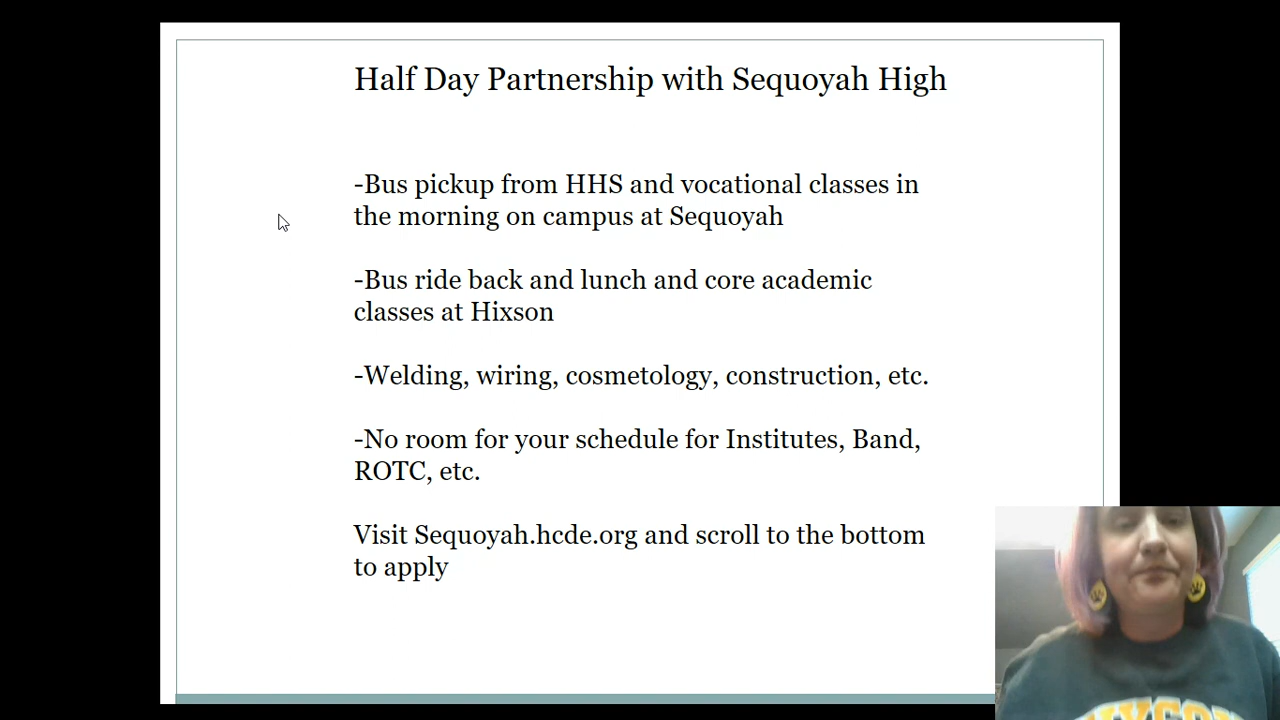 Half Day Partnership with Sequoyah High
-Bus pickup from HHS and vocational classes in
the morning on campus at Sequoyah
-Bus ride back and lunch and core academic
classes at Hixson
-Welding, wiring, cosmetology, construction, etc.
-No room for your schedule for Institutes, Band,
ROTC, etc.
Visit Sequoyah.hcde.org and scroll to the bottom
to apply